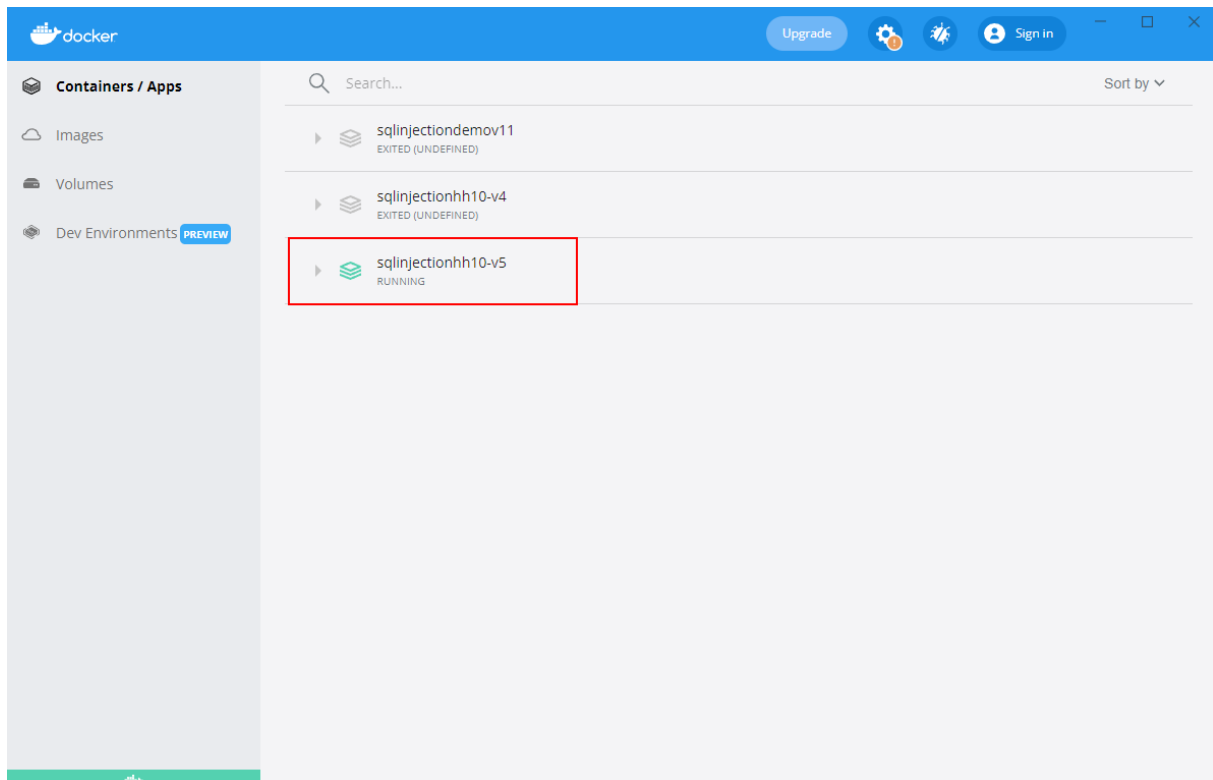 docker
Upgrade
Sign in
Containers / Apps
Images
Volumes
Dev Environments PREVIEW
Search...
Sort by
sqlinjectiondemov11
EXITED (UNDEFINED)
sqlinjectionhh10-v4
EXITED (UNDEFINED)
sqlinjectionhh10-v5
RUNNING